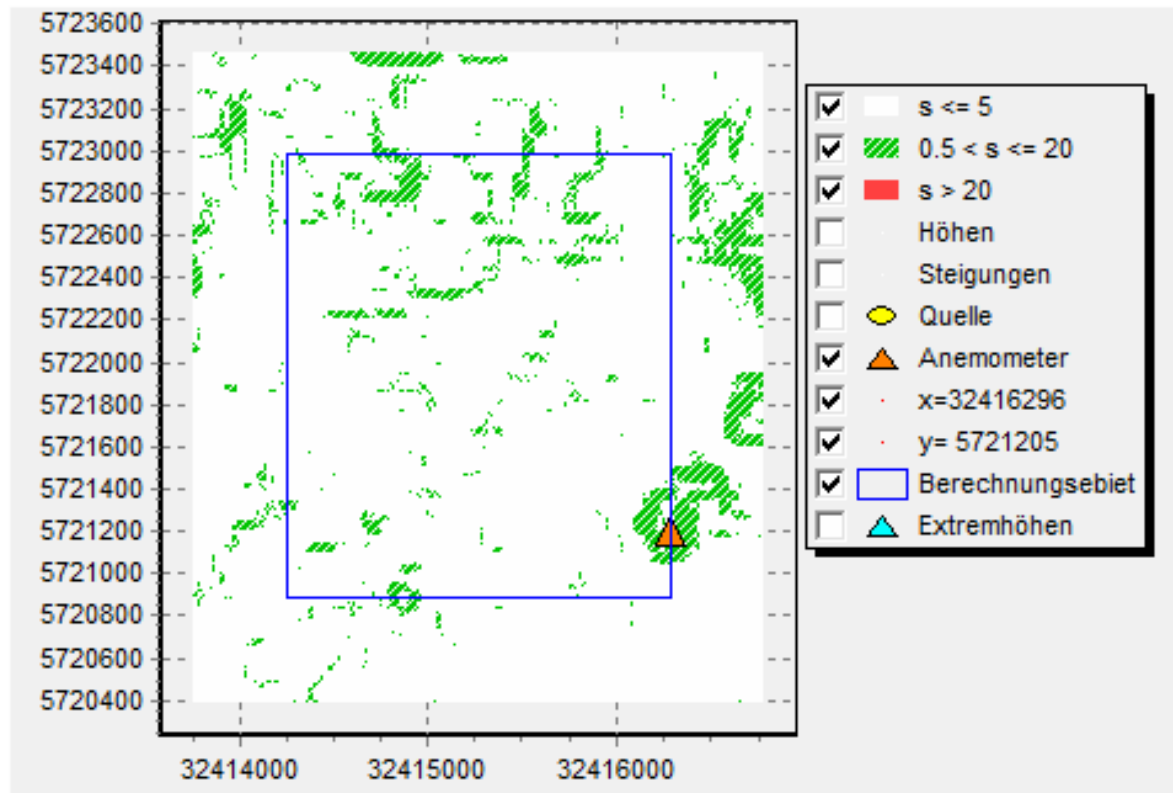 5723600
5723400
5723200
5723000
5722800
5722600
5722400
5722200
5722000
5721800
5721600
5721400
5721200
5721000
5720800
5720600
5720400
32414000 32415000 32416000
s <= 5
0.5 < s <= 20
s > 20
Höhen
Steigungen
Quelle
Anemometer
x=32416296
y= 5721205
Berechnungsebiet
Extremhöhen